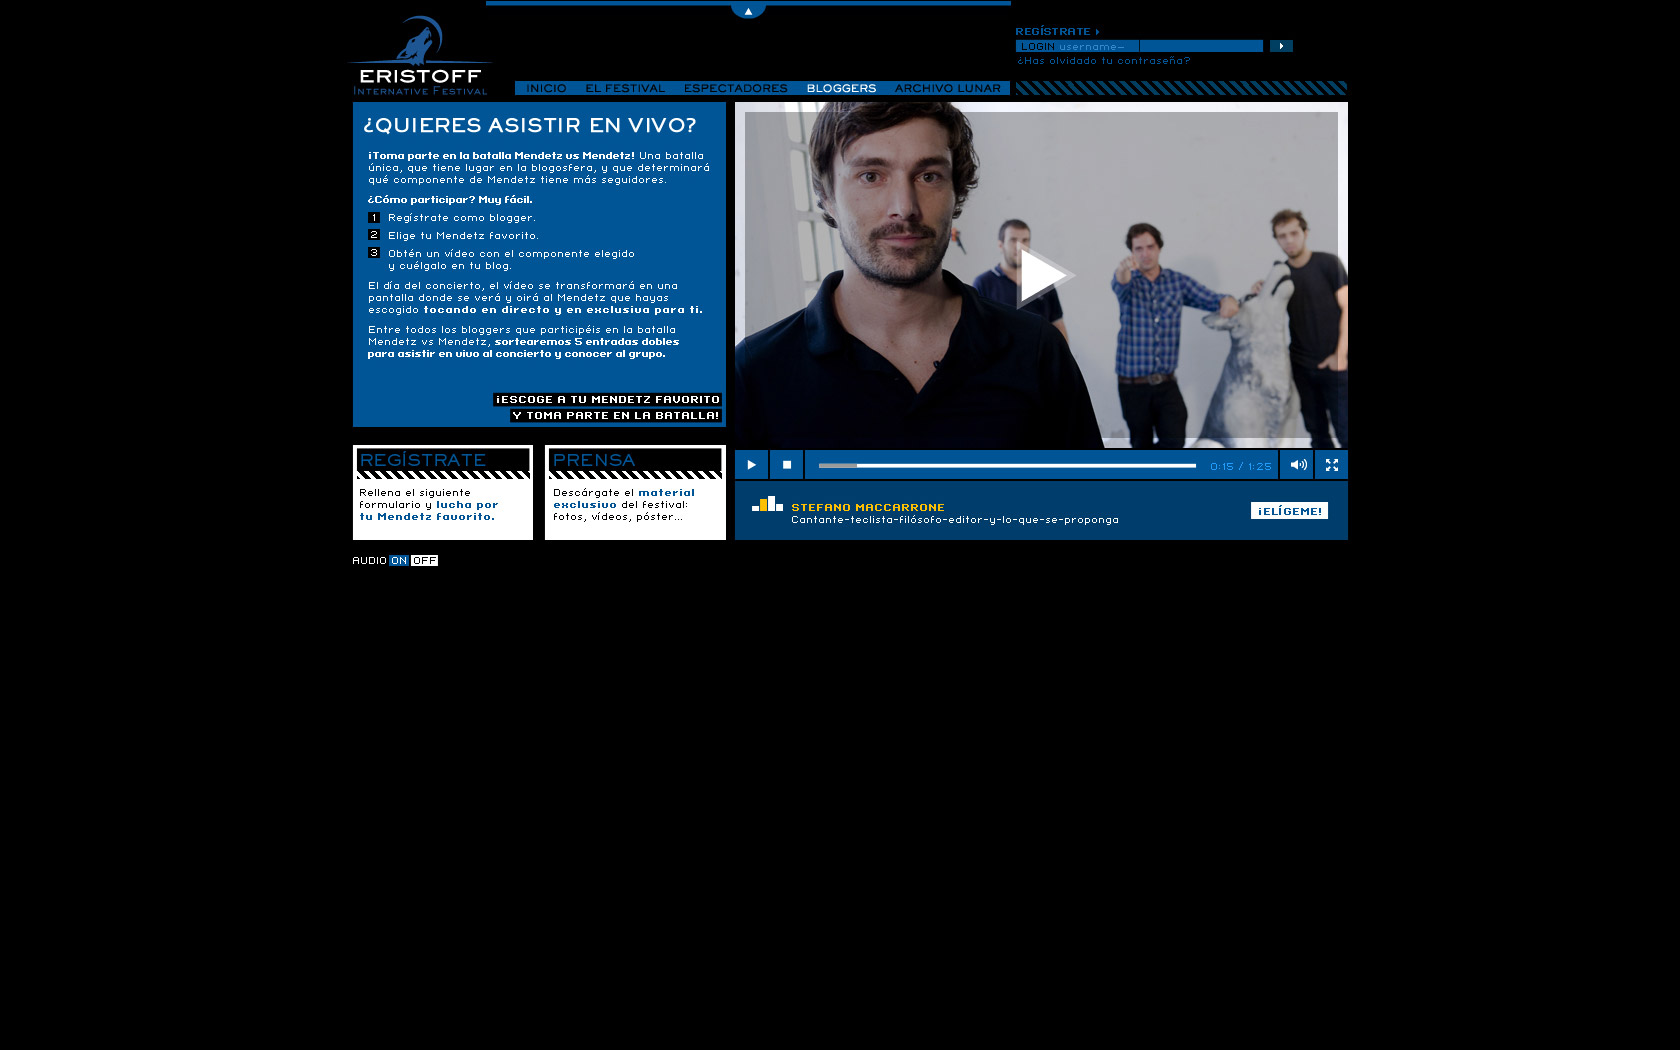 REGÍSTRATE
LOGIN username-
¿Has olvidado tu contraseña?
ERISTOFF
INTERNATIVE FESTIVAL
INICIO EL FESTIVAL ESPECTADORES BLOGGERS ARCHIVO LUNAR
¿QUIERES ASISTIR EN VIVO?
¡Toma parte en la batalla Mendetz vs Mendetz! Una batalla
única, que tiene lugar en la blogosfera, y que determinará
qué componente de Mendetz tiene más seguidores.
¿Cómo participar? Muy fácil.
1 Regístrate como blogger.
2 Elige tu Mendetz favorito.
3 Obtén un vídeo con el componente elegido
y cuélgalo en tu blog.
El día del concierto, el vídeo se transformará en una
pantalla donde se verá y oirá al Mendetz que hayas
escogido tocando en directo y en exclusiva para ti.
Entre todos los bloggers que participéis en la batalla
Mendetz vs Mendetz, sortearemos 5 entradas dobles
para asistir en vivo al concierto y conocer al grupo.
¡ESCOGE A TU MENDETZ FAVORITO
Y TOMA PARTE EN LA BATALLA!
REGÍSTRATE
Rellena el siguiente
formulario y lucha por
tu Mendetz favorito.
PRENSA
Descárgate el material
exclusivo del festival:
fotos, vídeos, póster...
0:15 / 1:25
STEFANO MACCARRONE
Cantante-teclista-filósofo-editor-y-lo-que-se-proponga
¡ELÍGEME!
AUDIO ON OFF